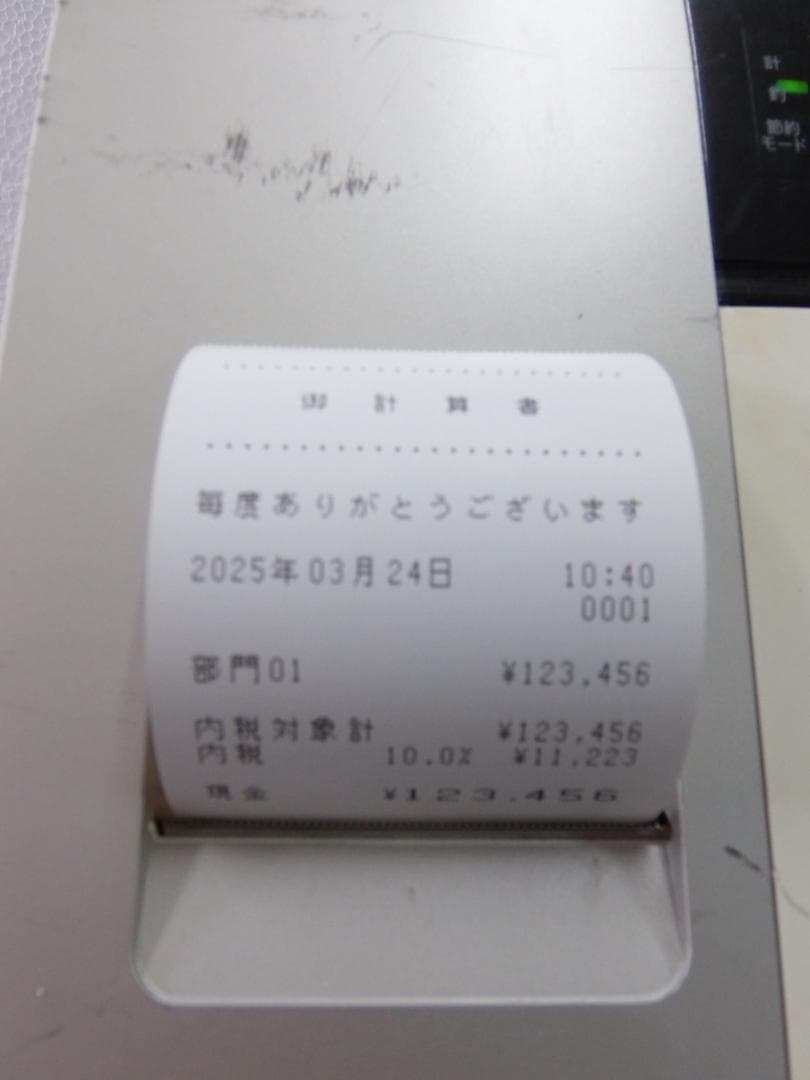 計
釣
節約
モード
御計算書
毎度ありがとうございます
2025年03月24日 10:40
0001
部門01 ¥123,456
内税対象計 ¥123,456
内税 10.0% ¥11,223
現金 ¥123,456